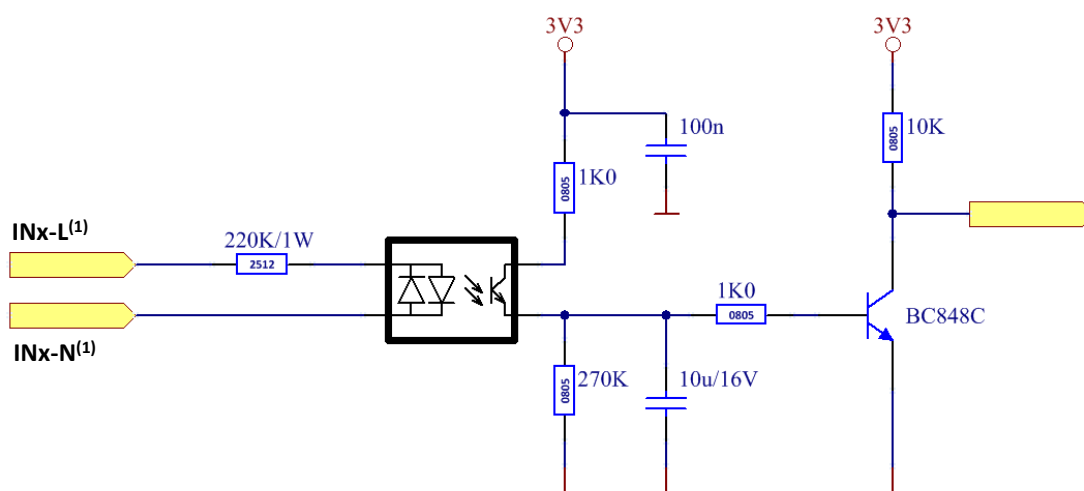 3V3
3V3
100n
10K
0805
0805
1K0
INx-L(1)
220K/1W
2512
1K0
0805
BC848C
INx-N(1)
270K
0805
10u/16V